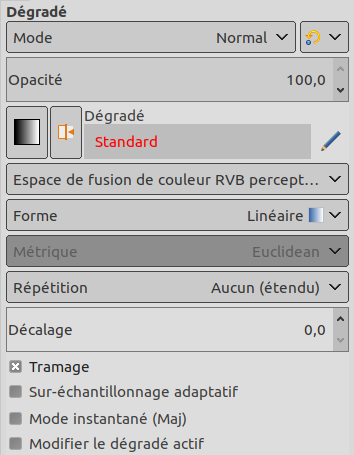 Dégradé
Mode Normal
Opacité 100,0
Dégradé
Standard
Espace de fusion de couleur RVB percept...
Forme Linéaire
Métrique Euclidean
Répétition Aucun (étendu)
Décalage 0,0
Tramage
Sur-échantillonnage adaptatif
Mode instantané (Maj)
Modifier le dégradé actif